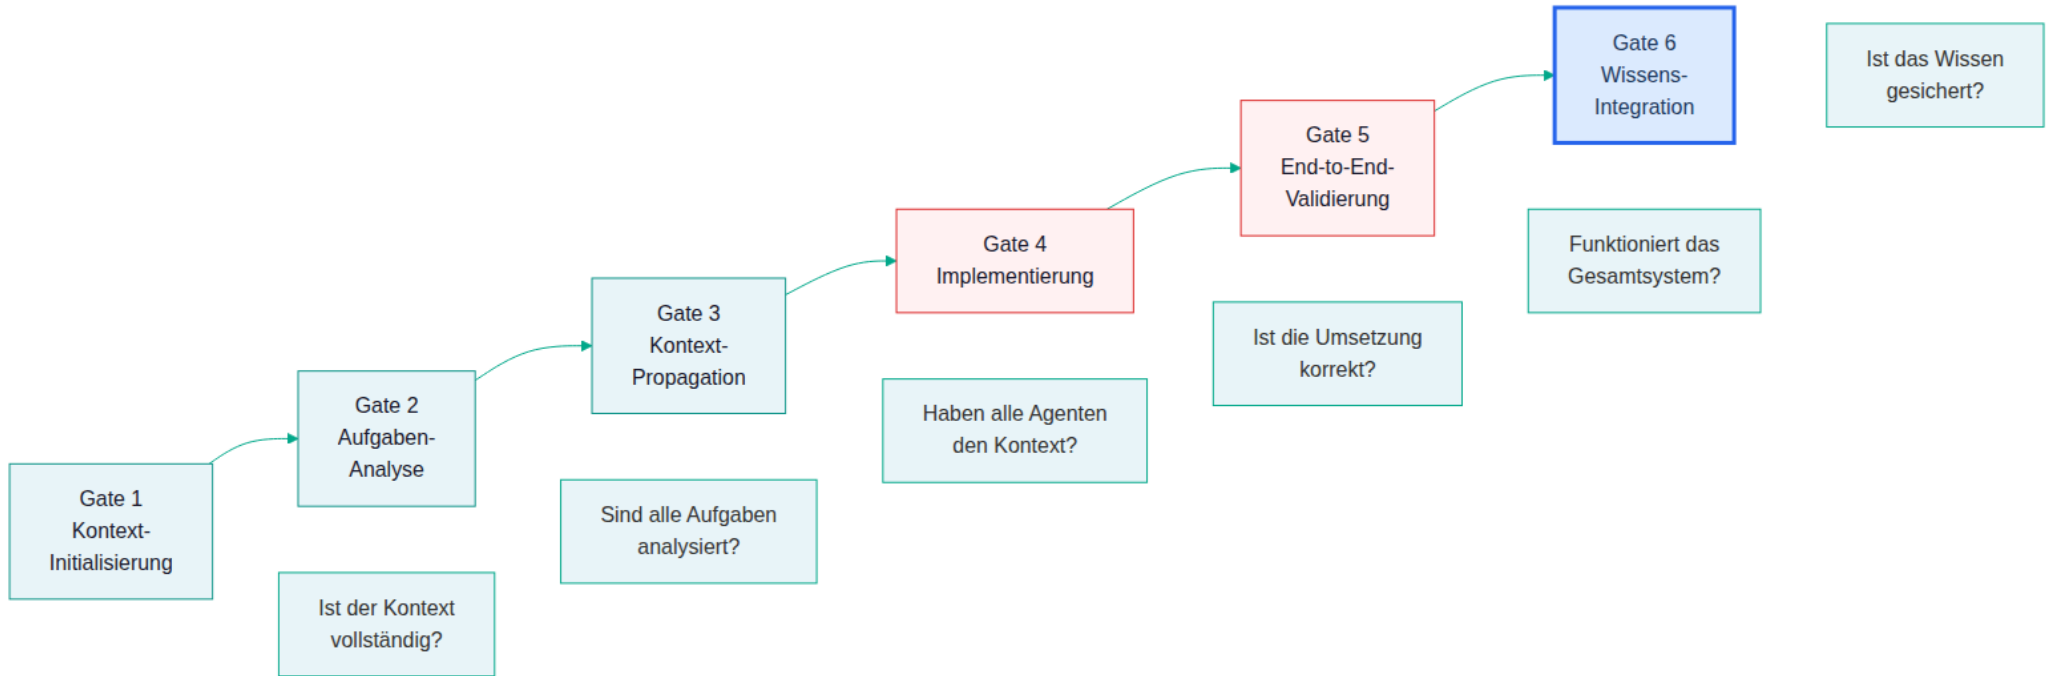 Gate 1
Kontext-
Initialisierung
Ist der Kontext
vollständig?
Gate 2
Aufgaben-
Analyse
Sind alle Aufgaben
analysiert?
Gate 3
Kontext-
Propagation
Haben alle Agenten
den Kontext?
Gate 4
Implementierung
Ist die Umsetzung
korrekt?
Gate 5
End-to-End-
Validierung
Funktioniert das
Gesamtsystem?
Gate 6
Wissens-
Integration
Ist das Wissen
gesichert?